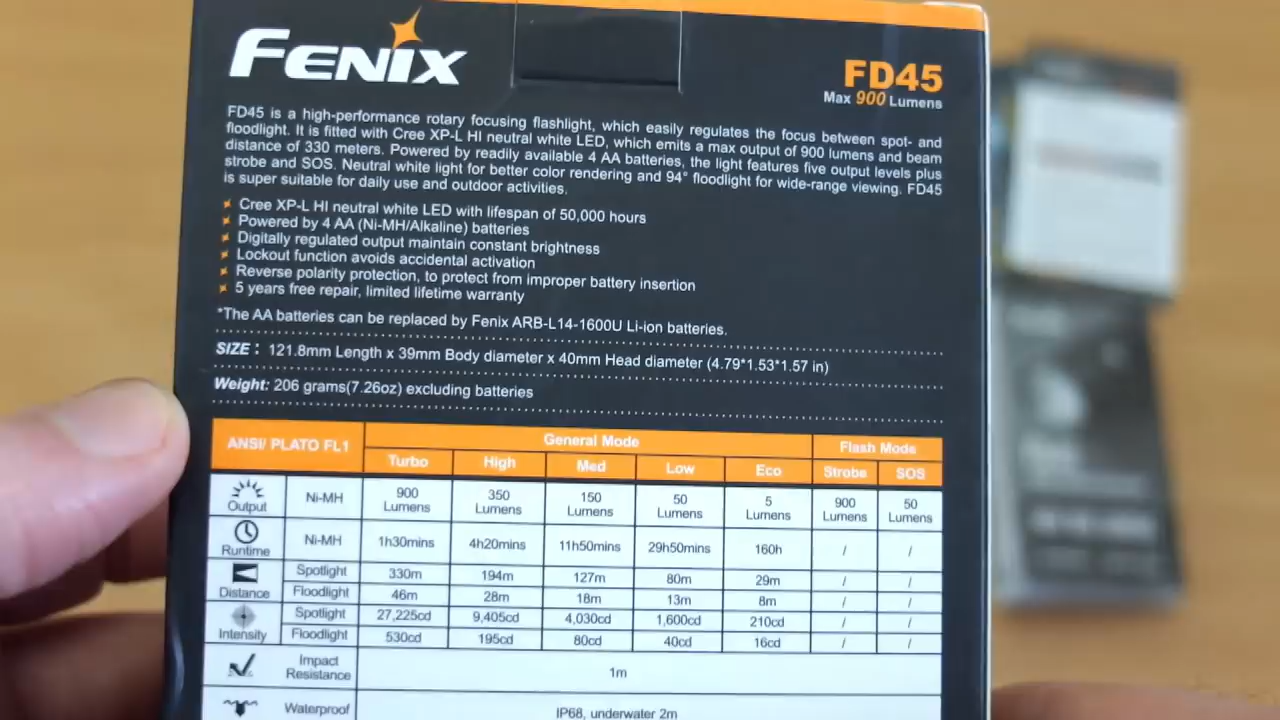 FENIX
FD45
Max 900 Lumens
FD45 is a high-performance rotary focusing flashlight, which easily regulates the focus between spot- and
floodlight. It is fitted with Cree XP-L HI neutral white LED, which emits a max output of 900 lumens and beam
distance of 330 meters. Powered by readily available 4 AA batteries, the light features five output levels plus
strobe and SOS. Neutral white light for better color rendering and 94° floodlight for wide-range viewing. FD45
is super suitable for daily use and outdoor activities.
Cree XP-L HI neutral white LED with lifespan of 50,000 hours
Powered by 4 AA (Ni-MH/Alkaline) batteries
Digitally regulated output maintain constant brightness
Lockout function avoids accidental activation
Reverse polarity protection, to protect from improper battery insertion
5 years free repair, limited lifetime warranty
*The AA batteries can be replaced by Fenix ARB-L14-1600U Li-ion batteries.
SIZE : 121.8mm Length x 39mm Body diameter x 40mm Head diameter (4.79*1.53*1.57 in)
Weight: 206 grams(7.26oz) excluding batteries
ANSI/ PLATO FL1 General Mode Flash Mode
Turbo High Med Low Eco Strobe SOS
Output Ni-MH 900 Lumens 350 Lumens 150 Lumens 50 Lumens 5 Lumens 900 Lumens 50 Lumens
Runtime Ni-MH 1h30mins 4h20mins 11h50mins 29h50mins 160h / /
Distance Spotlight 330m 194m 127m 80m 29m / /
Floodlight 46m 28m 18m 13m 8m / /
Intensity Spotlight 27,225cd 9,405cd 4,030cd 1,600cd 210cd / /
Floodlight 530cd 195cd 80cd 40cd 16cd / /
Impact Resistance 1m
Waterproof IP68, underwater 2m